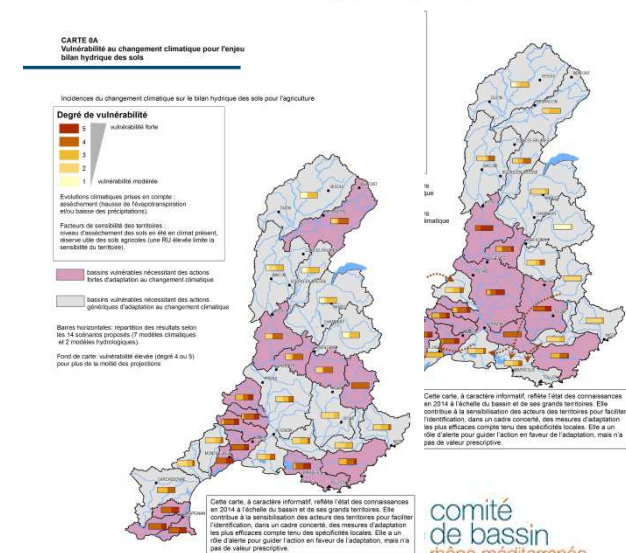 CARTE 0A
Vulnérabilité au changement climatique pour l'enjeu
bilan hydrique des sols
Incidences du changement climatique sur le bilan hydrique des sols pour l'agriculture
Degré de vulnérabilité
5 vulnérabilité forte
4
3
2
1 vulnérabilité modérée
Evolutions climatiques prises en compte :
assèchement (hausse de l'évapotranspiration
et/ou baisse des précipitations).
Facteurs de sensibilité des territoires :
niveau d'assèchement des sols en été en climat présent,
réserve utile des sols agricoles (une RU élevée limite la
sensibilité du territoire).
bassins vulnérables nécessitant des actions
fortes d'adaptation au changement climatique
bassins vulnérables nécessitant des actions
génériques d'adaptation au changement climatique
Barres horizontales: répartition des résultats selon
les 14 scénarios proposés (7 modèles climatiques
et 2 modèles hydrologiques).
Fond de carte: vulnérabilité élevée (degré 4 ou 5)
pour plus de la moitié des projections
DIJON
VESOUL
CARCASSONNE
Cette carte, à caractère informatif, reflète l'état des connaissances
en 2014 à l'échelle du bassin et de ses grands territoires. Elle
contribue à la sensibilisation des acteurs des territoires pour faciliter
l'identification, dans un cadre concerté, des mesures d'adaptation
les plus efficaces compte tenu des spécificités locales. Elle a un
rôle d'alerte pour guider l'action en faveur de l'adaptation, mais n'a
pas de valeur prescriptive.
DIJON
VESOUL
Cette carte, à caractère informatif, reflète l'état des connaissances
en 2014 à l'échelle du bassin et de ses grands territoires. Elle
contribue à la sensibilisation des acteurs des territoires pour faciliter
l'identification, dans un cadre concerté, des mesures d'adaptation
les plus efficaces compte tenu des spécificités locales. Elle a un
rôle d'alerte pour guider l'action en faveur de l'adaptation, mais n'a
pas de valeur prescriptive.
comité
de bassin
rhône méditerranée